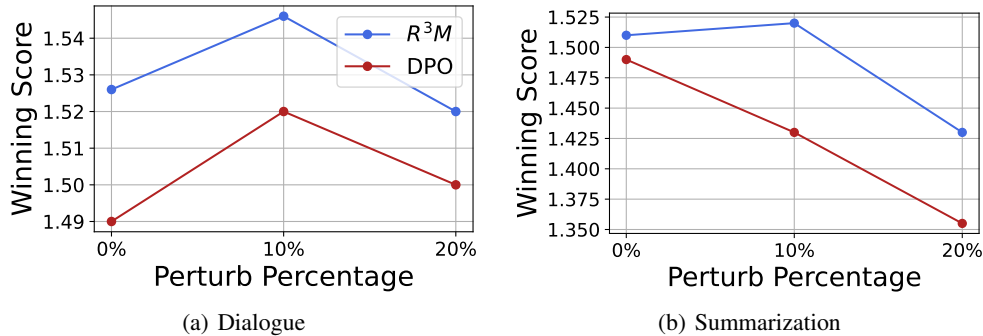 1.54
1.53
1.52
1.51
1.50
1.49
Winning Score
0%
10%
20%
Perturb Percentage
R³M
DPO
(a) Dialogue
1.525
1.500
1.475
1.450
1.425
1.400
1.375
1.350
Winning Score
0%
10%
20%
Perturb Percentage
(b) Summarization